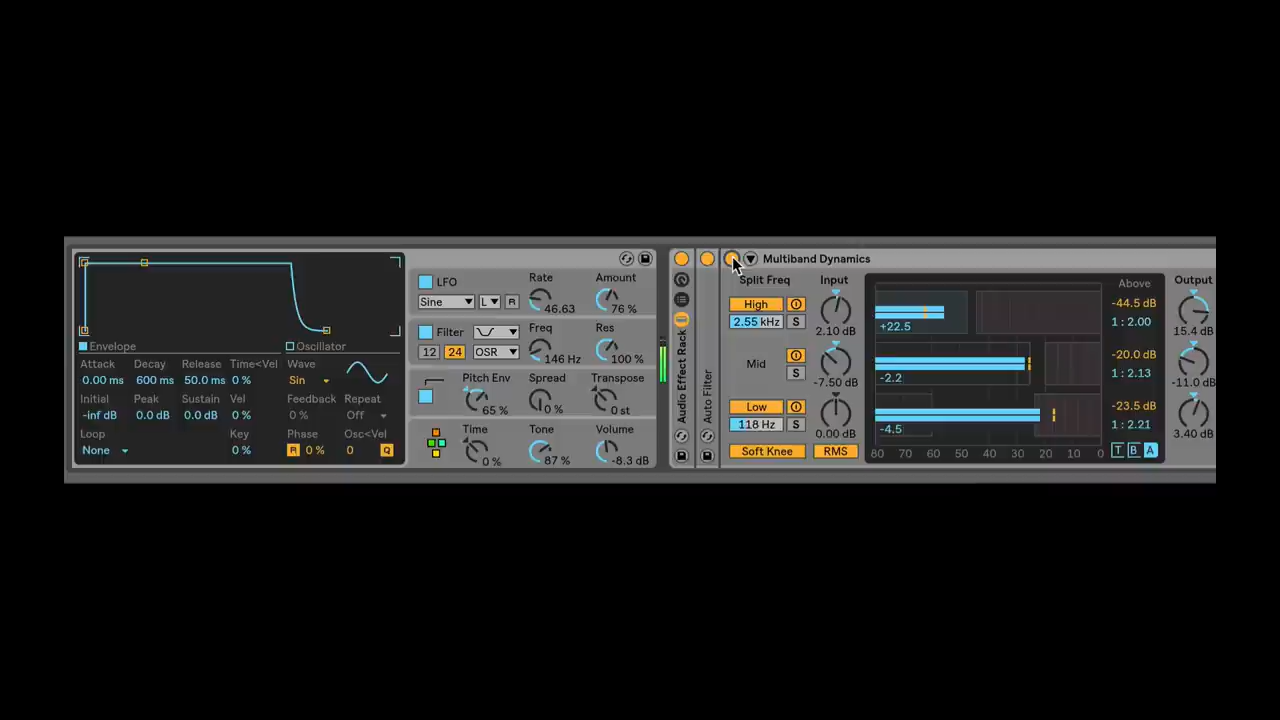 Envelope
Oscillator
Attack Decay Release Time<Vel Wave
0.00 ms 600 ms 50.0 ms 0 % Sin
Initial Peak Sustain Vel Feedback Repeat
-inf dB 0.0 dB 0.0 dB 0 % 0 % Off
Loop Key Phase Osc<Vel
None 0 % R 0 % 0 Q
LFO Rate Amount
Sine L R 46.63 76 %
Filter Freq Res
12 24 OSR 146 Hz 100 %
Pitch Env Spread Transpose
65 % 0 % 0 st
Time Tone Volume
0 % 87 % -8.3 dB
Audio Effect Rack
Auto Filter
Multiband Dynamics
Split Freq Input Above Output
High +22.5 -44.5 dB
2.55 kHz S 2.10 dB 1 : 2.00 15.4 dB
Mid -20.0 dB
S -7.50 dB -2.2 1 : 2.13 -11.0 dB
Low -23.5 dB
118 Hz S 0.00 dB -4.5 1 : 2.21 3.40 dB
Soft Knee RMS 80 70 60 50 40 30 20 10 0 T B A